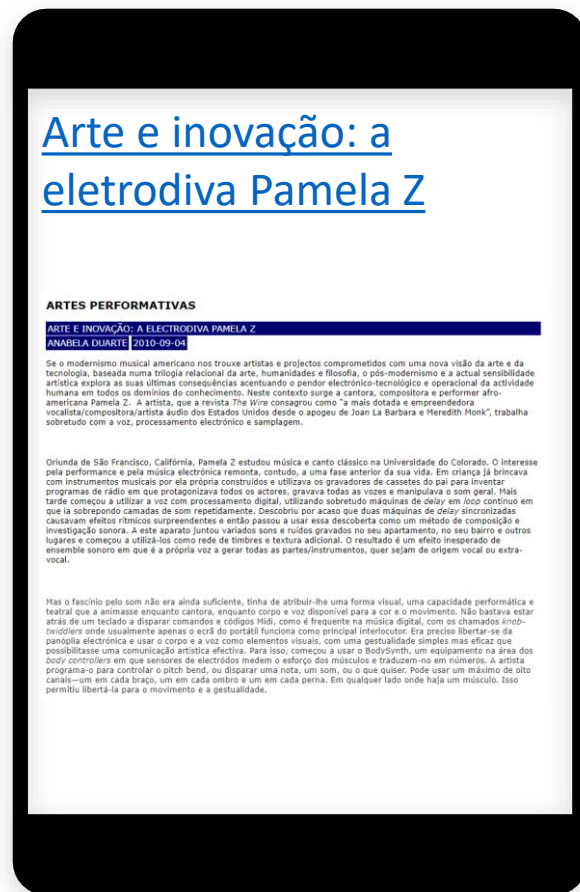 Arte e inovação: a
eletrodiva Pamela Z
ARTES PERFORMATIVAS
ARTE E INOVAÇÃO: A ELECTRODIVA PAMELA Z
ANABELA DUARTE 2010-09-04
Se o modernismo musical americano nos trouxe artistas e projectos comprometidos com uma nova visão da arte e da
tecnologia, baseada numa trilogia relacional da arte, humanidades e filosofia, o pós-modernismo e a actual sensibilidade
artística explora as suas últimas consequências acentuando o pendor electrónico-tecnológico e operacional da actividade
humana em todos os domínios do conhecimento. Neste contexto surge a cantora, compositora e performer afro-
americana Pamela Z. A artista, que a revista The Wire consagrou como "a mais dotada e empreendedora
vocalista/compositora/artista áudio dos Estados Unidos desde o apogeu de Joan La Barbara e Meredith Monk", trabalha
sobretudo com a voz, processamento electrónico e samplagem.
Oriunda de São Francisco, Califórnia, Pamela Z estudou música e canto clássico na Universidade do Colorado. O interesse
pela performance e pela música electrónica remonta, contudo, a uma fase anterior da sua vida. Em criança já brincava
com instrumentos musicais por ela própria construídos e utilizava os gravadores de cassetes do pai para inventar
programas de rádio em que protagonizava todos os actores, gravava todas as vozes e manipulava o som geral. Mais
tarde começou a utilizar a voz com processamento digital, utilizando sobretudo máquinas de delay em loop contínuo em
que ia sobrepondo camadas de som repetidamente. Descobriu por acaso que duas máquinas de delay sincronizadas
causavam efeitos rítmicos surpreendentes e então passou a usar essa descoberta como um método de composição e
investigação sonora. A este aparato juntou variados sons e ruídos gravados no seu apartamento, no seu bairro e outros
lugares e começou a utilizá-los como rede de timbres e textura adicional. O resultado é um efeito inesperado de
ensemble sonoro em que é a própria voz a gerar todas as partes/instrumentos, quer sejam de origem vocal ou extra-
vocal.
Mas o fascínio pelo som não era ainda suficiente, tinha de atribuir-lhe uma forma visual, uma capacidade performática e
teatral que a animasse enquanto cantora, enquanto corpo e voz disponível para a cor e o movimento. Não bastava estar
atrás de um teclado a disparar comandos e códigos Midi, como é frequente na música digital, com os chamados knob-
twiddlers onde usualmente apenas o ecrã do portátil funciona como principal interlocutor. Era preciso libertar-se da
panóplia electrónica e usar o corpo e a voz como elementos visuais, com uma gestualidade simples mas eficaz que
possibilitasse uma comunicação artística efectiva. Para isso, começou a usar o BodySynth, um equipamento na área dos
body controllers em que sensores de electródos medem o esforço dos músculos e traduzem-no em números. A artista
programa-o para controlar o pitch bend, ou disparar uma nota, um som, ou o que quiser. Pode usar um máximo de oito
canais—um em cada braço, um em cada ombro e um em cada perna. Em qualquer lado onde haja um músculo. Isso
permitiu libertá-la para o movimento e a gestualidade.